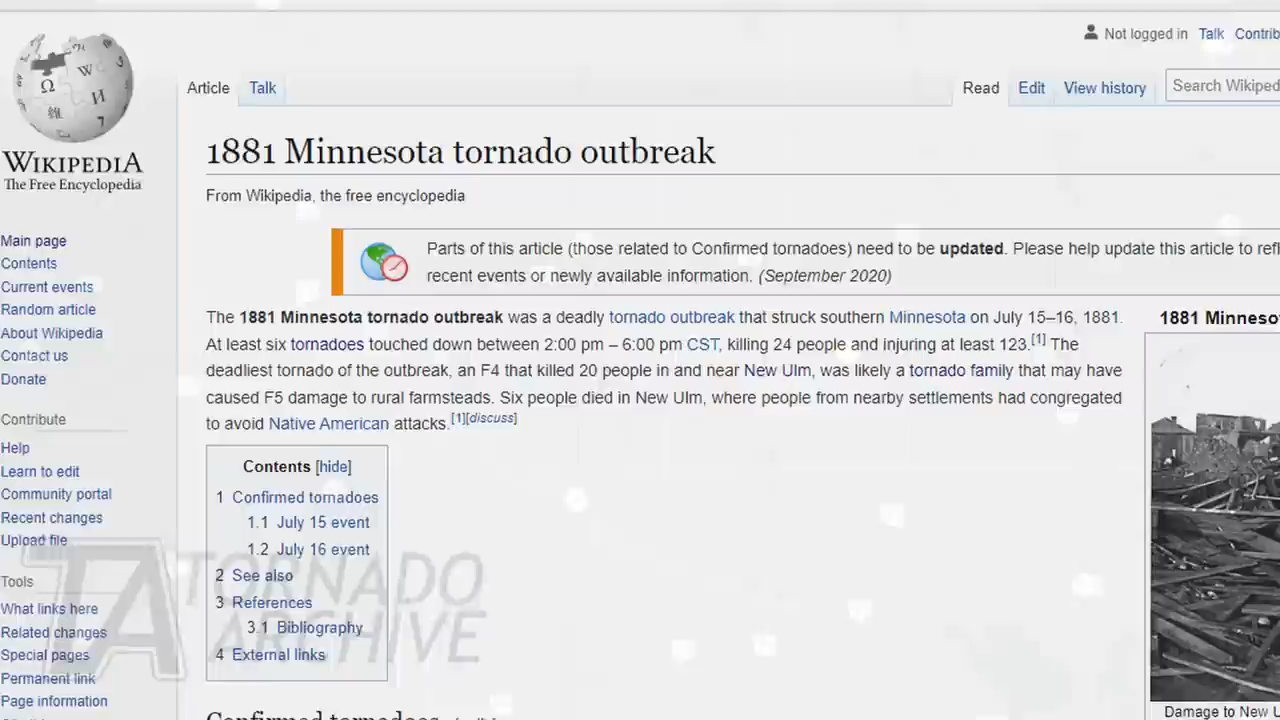 Not logged in Talk
Article Talk Read Edit View history Search
WIKIPEDIA
The Free Encyclopedia
1881 Minnesota tornado outbreak
From Wikipedia, the free encyclopedia
Parts of this article (those related to Confirmed tornadoes) need to be updated. Please help update this article to
recent events or newly available information. (September 2020)
The 1881 Minnesota tornado outbreak was a deadly tornado outbreak that struck southern Minnesota on July 15–16, 1881.
At least six tornadoes touched down between 2:00 pm – 6:00 pm CST, killing 24 people and injuring at least 123.[1] The
deadliest tornado of the outbreak, an F4 that killed 20 people in and near New Ulm, was likely a tornado family that may have
caused F5 damage to rural farmsteads. Six people died in New Ulm, where people from nearby settlements had congregated
to avoid Native American attacks.[1][discuss]
1881
Main page
Contents
Current events
Random article
About Wikipedia
Contact us
Donate
Contribute
Help
Learn to edit
Community portal
Recent changes
Upload file
Tools
What links here
Related changes
Special pages
Permanent link
Page information
Contents [hide]
1 Confirmed tornadoes
1.1 July 15 event
1.2 July 16 event
2 See also
3 References
3.1 Bibliography
4 External links
Confirmed tornadoes
Damage to New
TA TORNADO
ARCHIVE